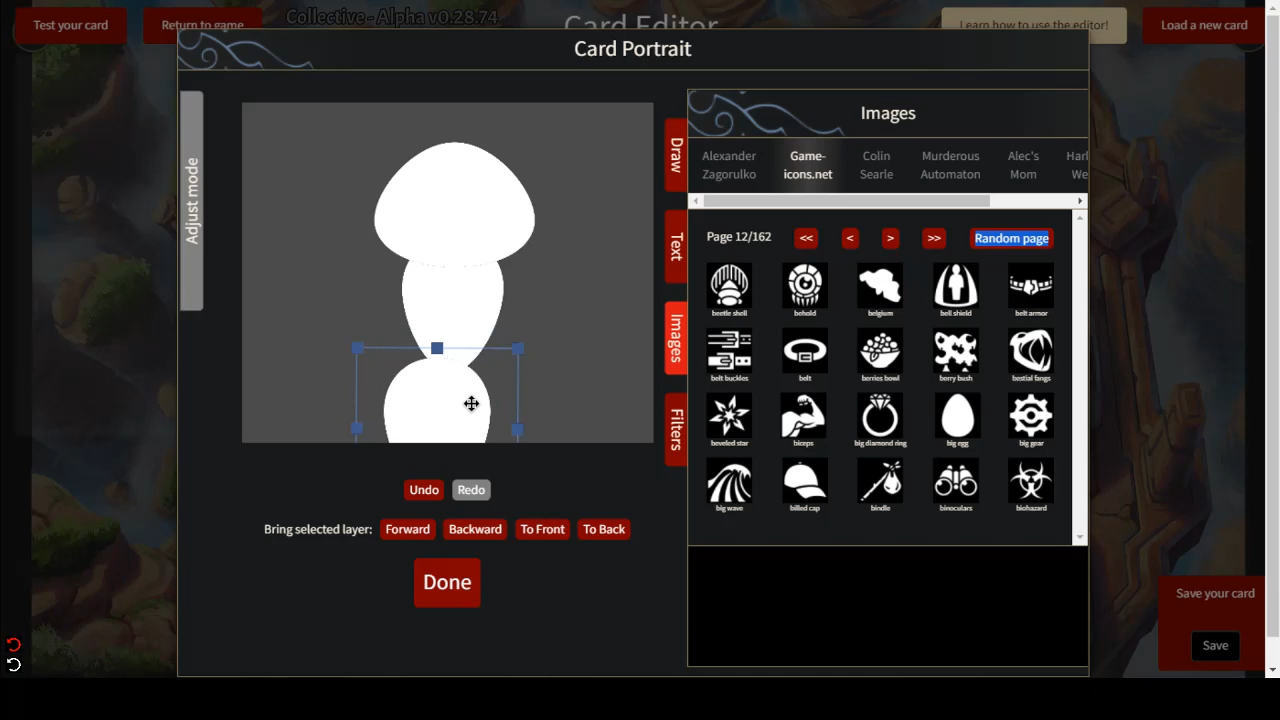 Collective - Alpha v0.28.74
Test your card
Return to game
Card Editor
Learn how to use the editor!
Load a new card
Card Portrait
Adjust mode
Draw
Text
Images
Filters
Images
Alexander
Zagorulko
Game-
icons.net
Colin
Searle
Murderous
Automaton
Alec's
Mom
Page 12/162
<<
<
>
>>
Random page
beetle shell
behold
belgium
bell shield
belt armor
belt buckles
belt
berries bowl
berry bush
bestial fangs
beveled star
biceps
big diamond ring
big egg
big gear
big wave
billed cap
bindle
binoculars
biohazard
Undo
Redo
Bring selected layer:
Forward
Backward
To Front
To Back
Done
Save your card
Save